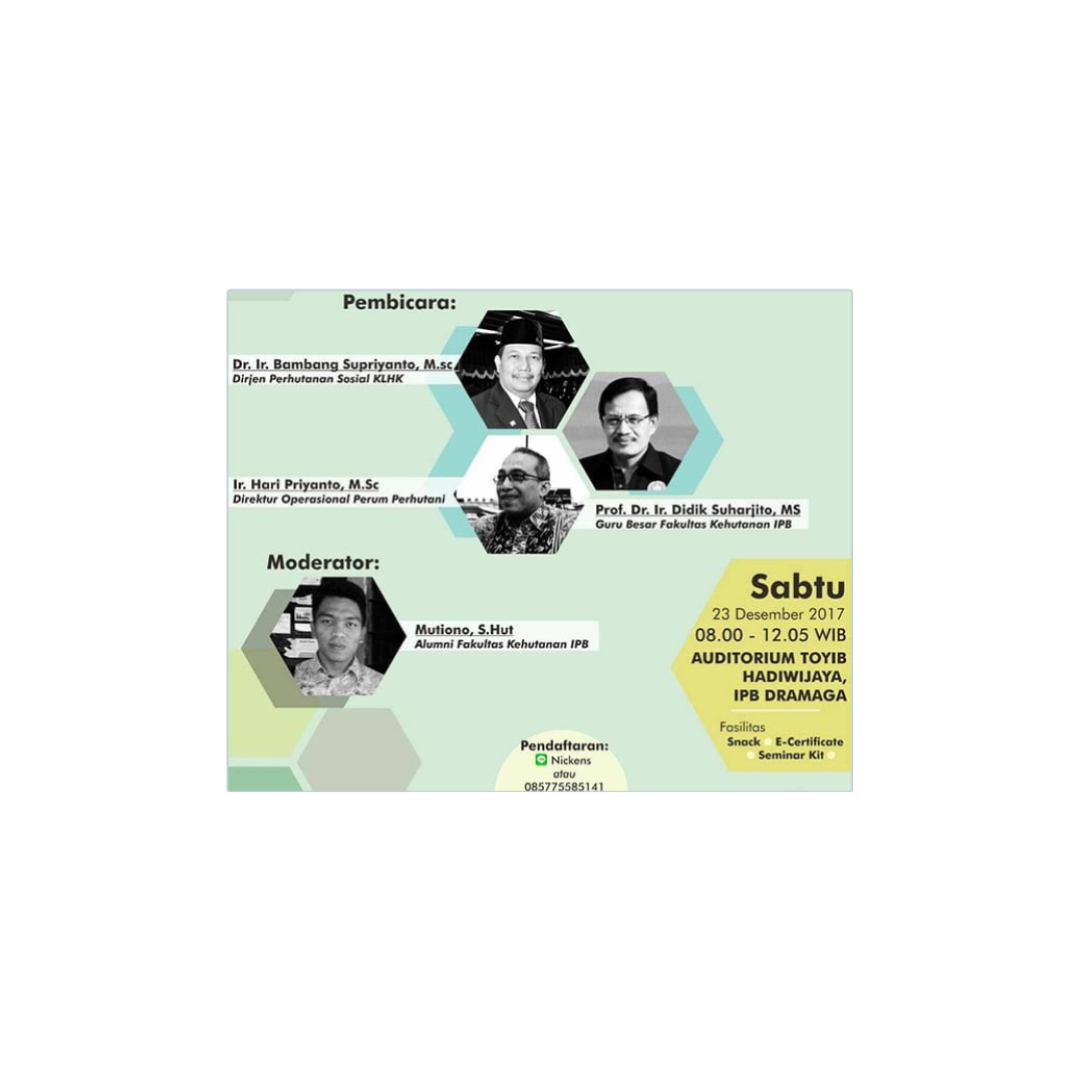 Pembicara:
Dr. Ir. Bambang Supriyanto, M.sc
Dirjen Perhutanan Sosial KLHK
Ir. Hari Priyanto, M.Sc
Direktur Operasional Perum Perhutani
Prof. Dr. Ir. Didik Suharjito, MS
Guru Besar Fakultas Kehutanan IPB
Moderator:
Mutiono, S.Hut
Alumni Fakultas Kehutanan IPB
Sabtu
23 Desember 2017
08.00 - 12.05 WIB
AUDITORIUM TOYIB
HADIWIJAYA,
IPB DRAMAGA
Fasilitas
Snack E-Certificate
Seminar Kit
Pendaftaran:
Nickens
atau
085775585141